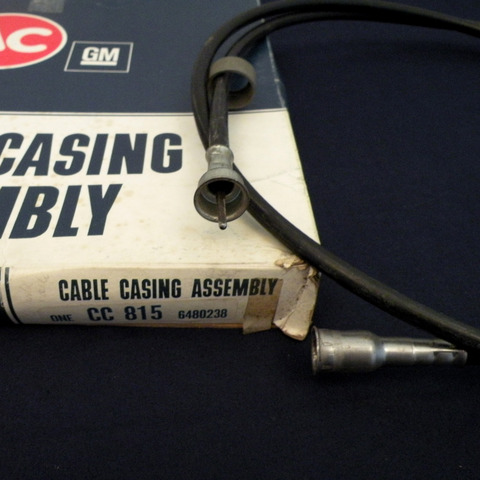 AC
GM
CASING
MBLY
CABLE CASING ASSEMBLY
ONE CC 815 6480238